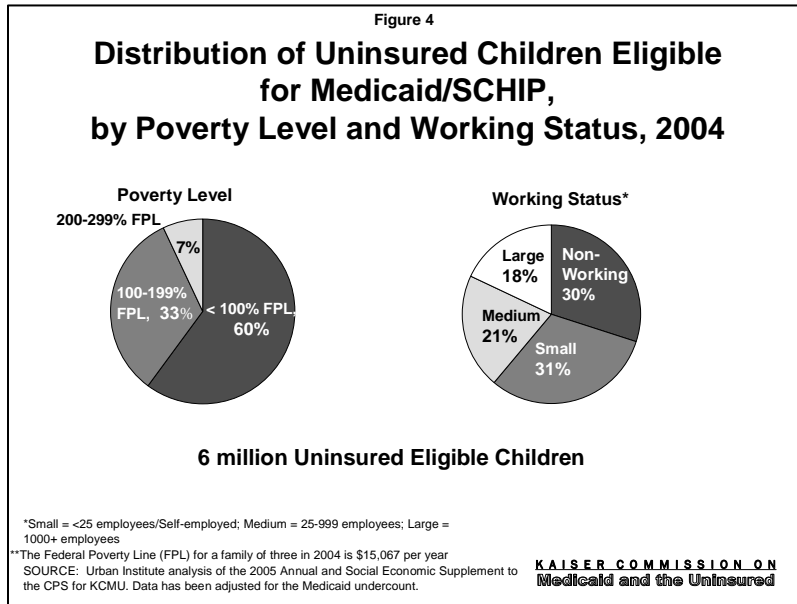 Figure 4
Distribution of Uninsured Children Eligible
for Medicaid/SCHIP,
by Poverty Level and Working Status, 2004
Poverty Level
200-299% FPL
7%
100-199%
FPL, 33%
< 100% FPL,
60%
Working Status*
Large
18%
Non-
Working
30%
Medium
21%
Small
31%
6 million Uninsured Eligible Children
*Small = <25 employees/Self-employed; Medium = 25-999 employees; Large =
1000+ employees
**The Federal Poverty Line (FPL) for a family of three in 2004 is $15,067 per year
SOURCE: Urban Institute analysis of the 2005 Annual and Social Economic Supplement to
the CPS for KCMU. Data has been adjusted for the Medicaid undercount.
KAISER COMMISSION ON
Medicaid and the Uninsured